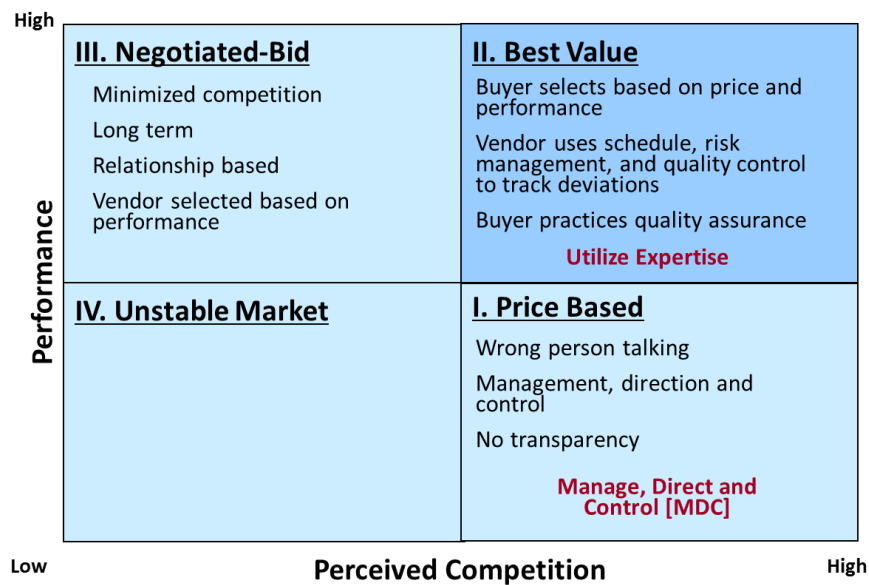 High
III. Negotiated-Bid
Minimized competition
Long term
Relationship based
Vendor selected based on
performance
II. Best Value
Buyer selects based on price and
performance
Vendor uses schedule, risk
management, and quality control
to track deviations
Buyer practices quality assurance
Utilize Expertise
Performance
IV. Unstable Market
I. Price Based
Wrong person talking
Management, direction and
control
No transparency
Manage, Direct and
Control [MDC]
Low
Perceived Competition
High